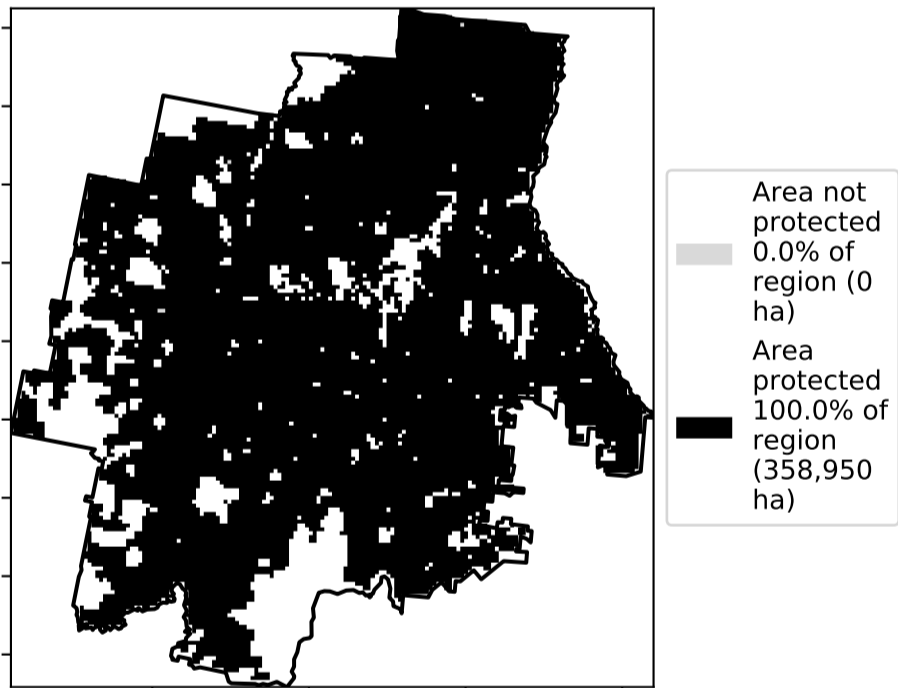 Area not
protected
0.0% of
region (0
ha)
Area
protected
100.0% of
region
(358,950
ha)